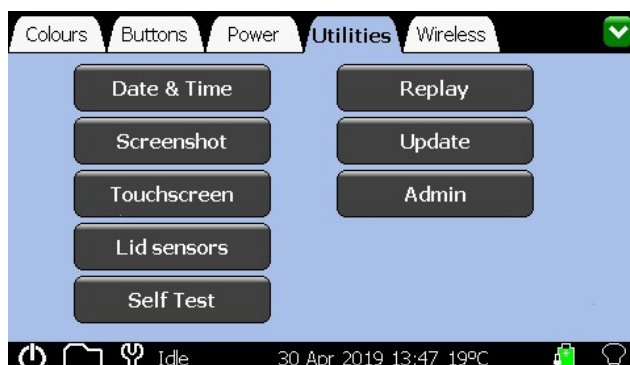 Colours Buttons Power Utilities Wireless
Date & Time Replay
Screenshot Update
Touchscreen Admin
Lid sensors
Self Test
Idle 30 Apr 2019 13:47 19ºC